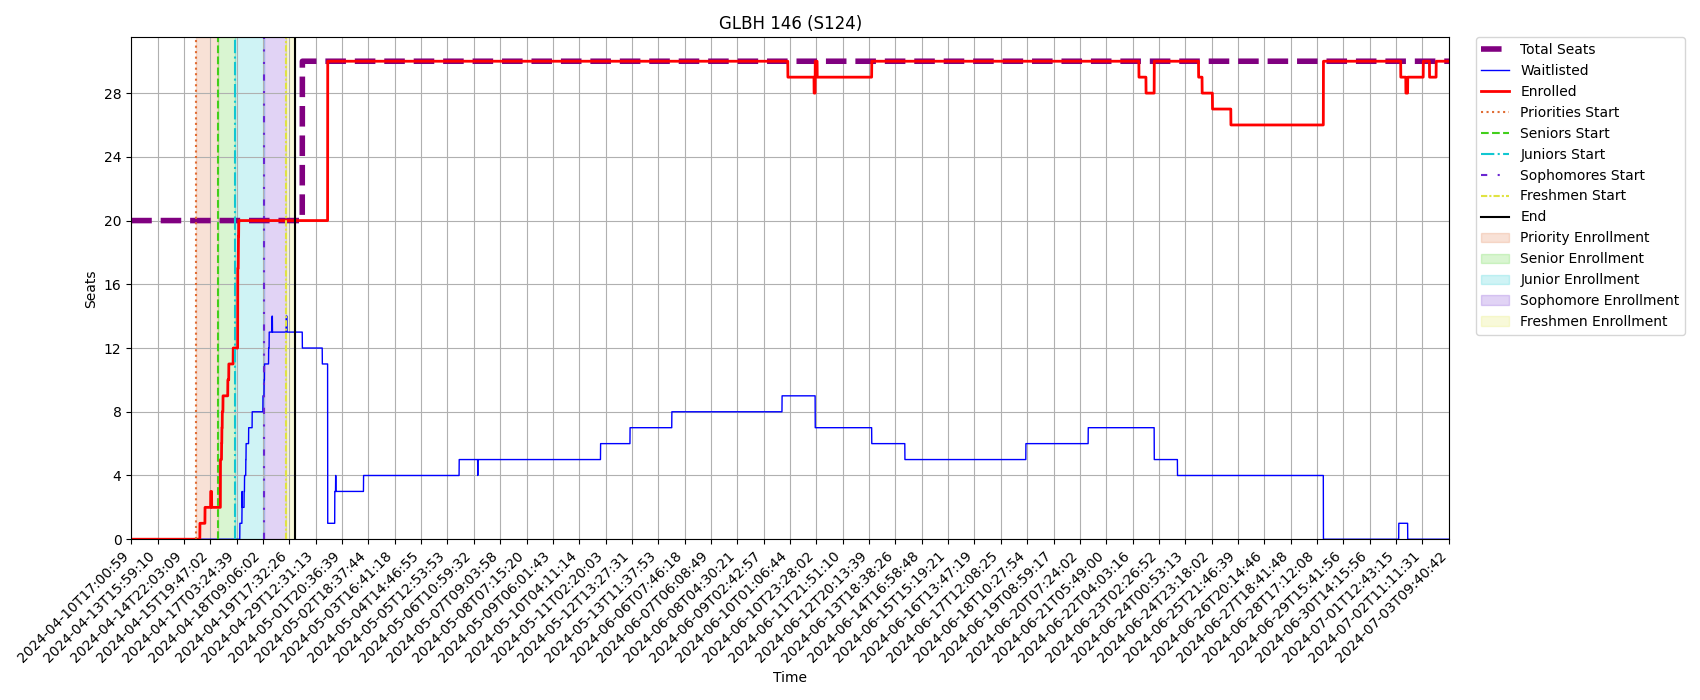 GLBH 146 (S124)
Seats
28
24
20
16
12
8
4
0
2024-04-10T17:00:59
2024-04-13T15:59:10
2024-04-14T22:03:09
2024-04-15T19:47:02
2024-04-17T03:24:39
2024-04-18T09:06:02
2024-04-19T17:32:26
2024-04-29T12:31:13
2024-05-01T20:36:39
2024-05-02T18:37:44
2024-05-03T16:41:18
2024-05-04T14:46:55
2024-05-05T12:53:53
2024-05-06T10:59:32
2024-05-07T09:03:58
2024-05-08T07:15:20
2024-05-09T06:01:43
2024-05-10T04:11:14
2024-05-11T02:20:03
2024-05-12T13:27:31
2024-05-13T11:37:53
2024-06-06T07:46:18
2024-06-07T06:08:49
2024-06-08T04:30:21
2024-06-09T02:42:57
2024-06-10T01:06:44
2024-06-10T23:28:02
2024-06-11T21:51:10
2024-06-12T20:13:39
2024-06-13T18:38:26
2024-06-14T16:58:48
2024-06-15T15:19:21
2024-06-16T13:47:19
2024-06-17T12:08:25
2024-06-18T10:27:54
2024-06-19T08:59:17
2024-06-20T07:24:02
2024-06-21T05:49:00
2024-06-22T04:03:16
2024-06-23T02:26:52
2024-06-24T00:53:13
2024-06-24T23:18:02
2024-06-25T21:46:39
2024-06-26T20:14:46
2024-06-27T18:41:48
2024-06-28T17:12:08
2024-06-29T15:41:56
2024-06-30T14:15:56
2024-07-01T12:43:15
2024-07-02T11:11:31
2024-07-03T09:40:42
Time
Total Seats
Waitlisted
Enrolled
Priorities Start
Seniors Start
Juniors Start
Sophomores Start
Freshmen Start
End
Priority Enrollment
Senior Enrollment
Junior Enrollment
Sophomore Enrollment
Freshmen Enrollment